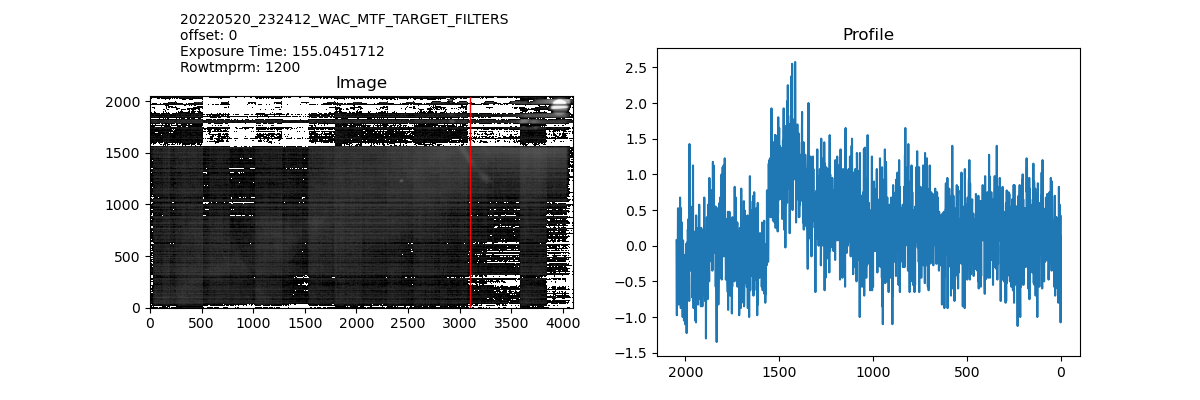 20220520_232412_WAC_MTF_TARGET_FILTERS
offset: 0
Exposure Time: 155.0451712
Rowtmprm: 1200
Image
2000
1500
1000
500
0
0 500 1000 1500 2000 2500 3000 3500 4000
Profile
2.5
2.0
1.5
1.0
0.5
0.0
−0.5
−1.0
−1.5
2000 1500 1000 500 0